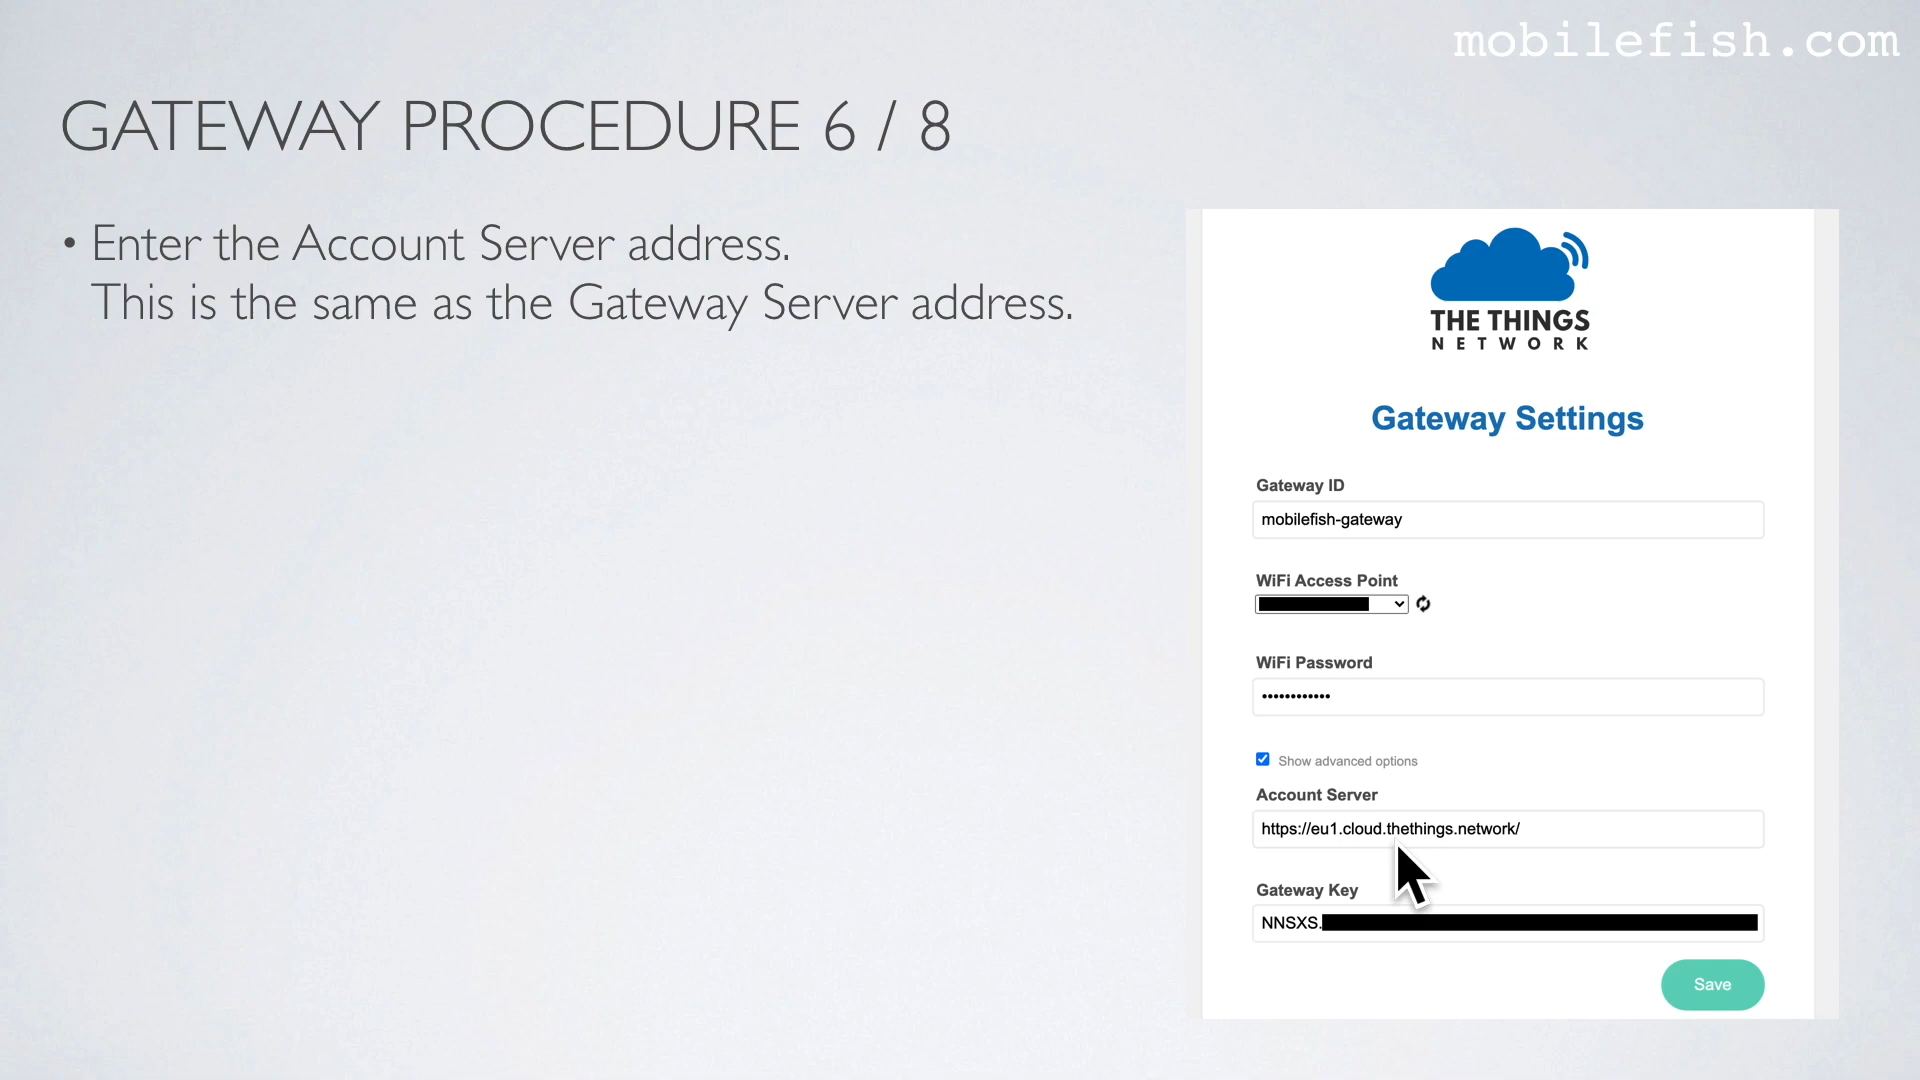 mobilefish.com
GATEWAY PROCEDURE 6 / 8
• Enter the Account Server address.
This is the same as the Gateway Server address.
THE THINGS
NETWORK
Gateway Settings
Gateway ID
mobilefish-gateway
WiFi Access Point
WiFi Password
••••••••••••
Show advanced options
Account Server
https://eu1.cloud.thethings.network/
Gateway Key
NNSXS.
Save